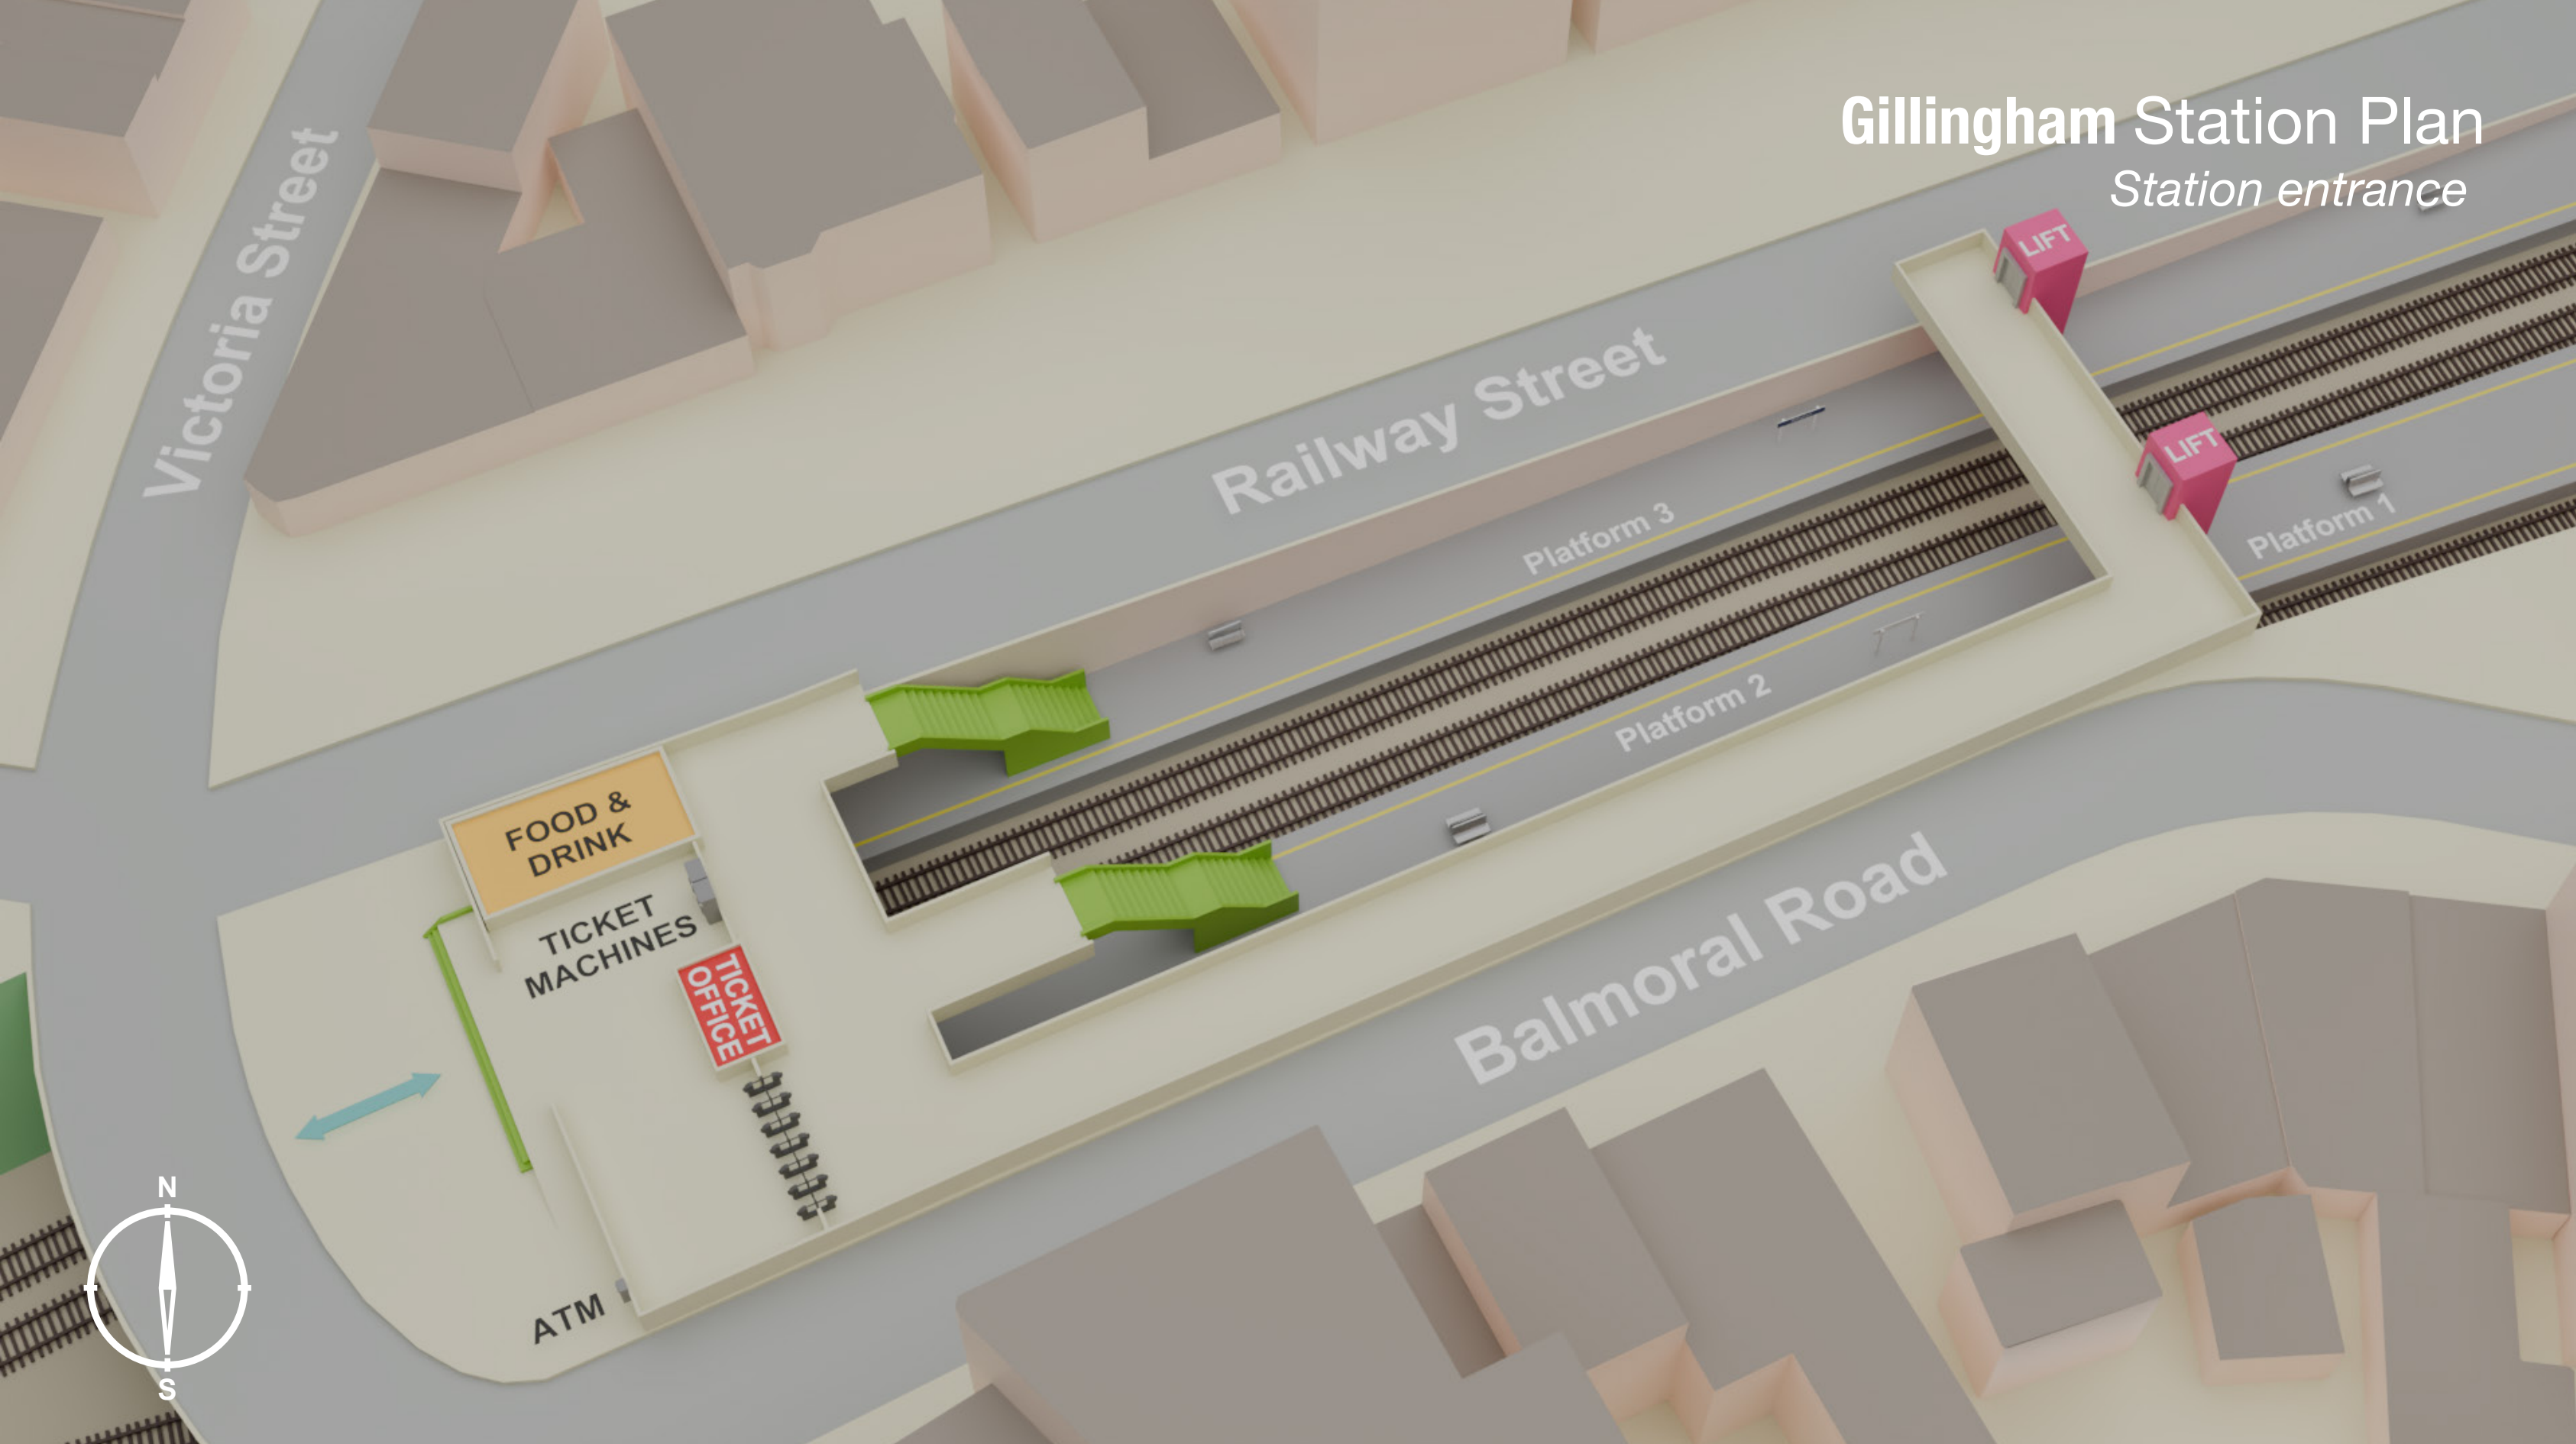 Gillingham Station Plan
Station entrance
Victoria Street
Railway Street
LIFT
LIFT
Platform 3
Platform 1
Platform 2
FOOD &
DRINK
TICKET
MACHINES
TICKET
OFFICE
Balmoral Road
ATM
N
S